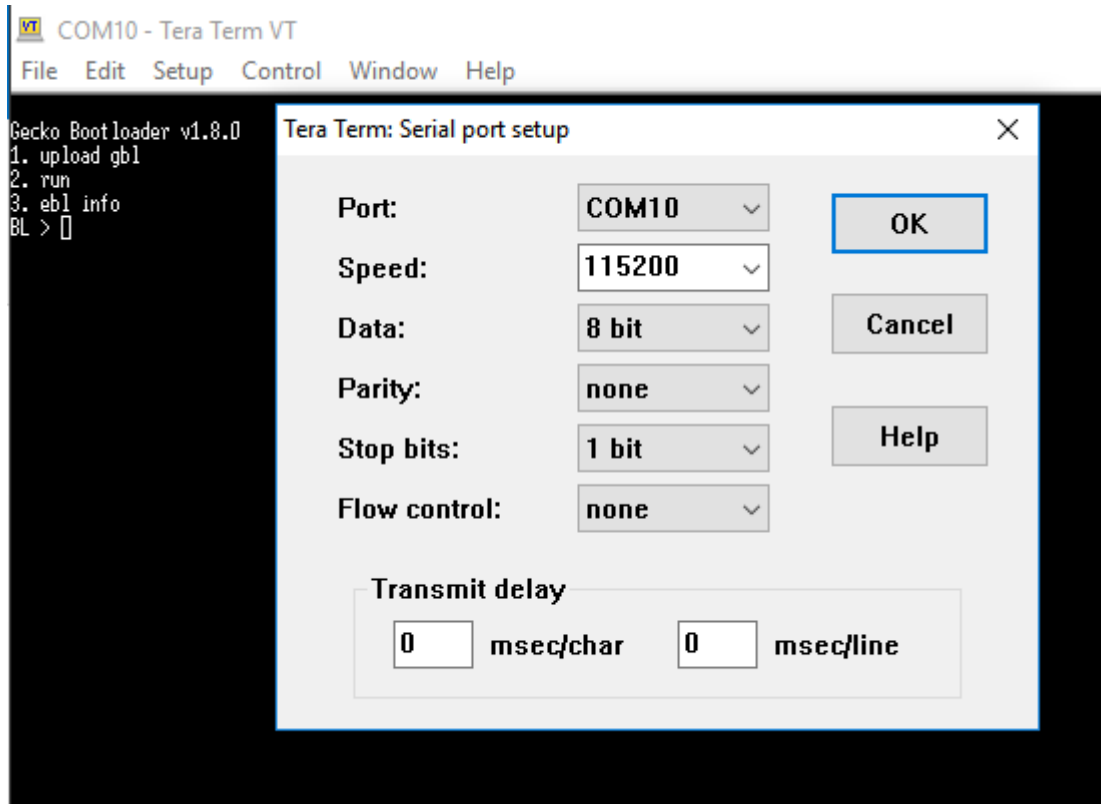 VT COM10 - Tera Term VT
File Edit Setup Control Window Help
Gecko Bootloader v1.8.0
1. upload gbl
2. run
3. ebl info
BL >
Tera Term: Serial port setup
Port: COM10 OK
Speed: 115200
Data: 8 bit Cancel
Parity: none
Stop bits: 1 bit Help
Flow control: none
Transmit delay
0 msec/char 0 msec/line